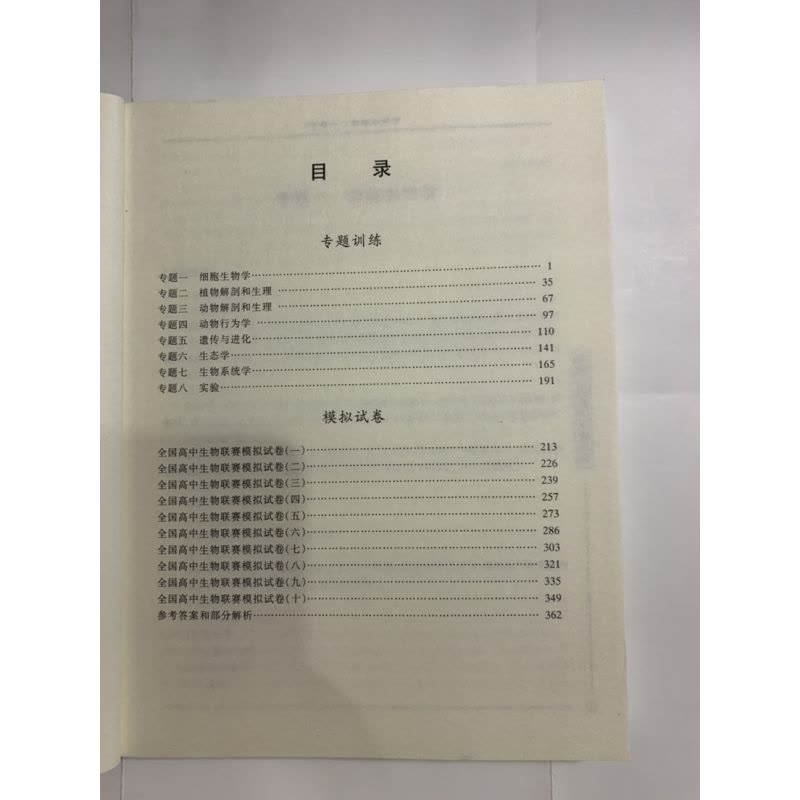 目 录
专题训练
专题一 细胞生物学 1
专题二 植物解剖和生理 35
专题三 动物解剖和生理 67
专题四 动物行为学 97
专题五 遗传与进化 110
专题六 生态学 141
专题七 生物系统学 165
专题八 实验 191
模拟试卷
全国高中生物联赛模拟试卷(一) 213
全国高中生物联赛模拟试卷(二) 226
全国高中生物联赛模拟试卷(三) 239
全国高中生物联赛模拟试卷(四) 257
全国高中生物联赛模拟试卷(五) 273
全国高中生物联赛模拟试卷(六) 286
全国高中生物联赛模拟试卷(七) 303
全国高中生物联赛模拟试卷(八) 321
全国高中生物联赛模拟试卷(九) 335
全国高中生物联赛模拟试卷(十) 349
参考答案和部分解析 362